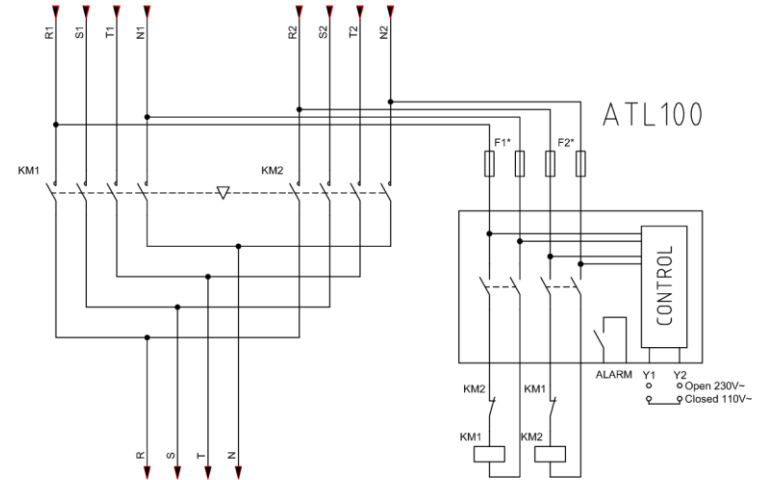 R1
S1
T1
N1
R2
S2
T2
N2
ATL100
F1*
F2*
KM1
KM2
CONTROL
ALARM
Y1
Y2
Open 230V~
Closed 110V~
KM2
KM1
KM1
KM2
R
S
T
N